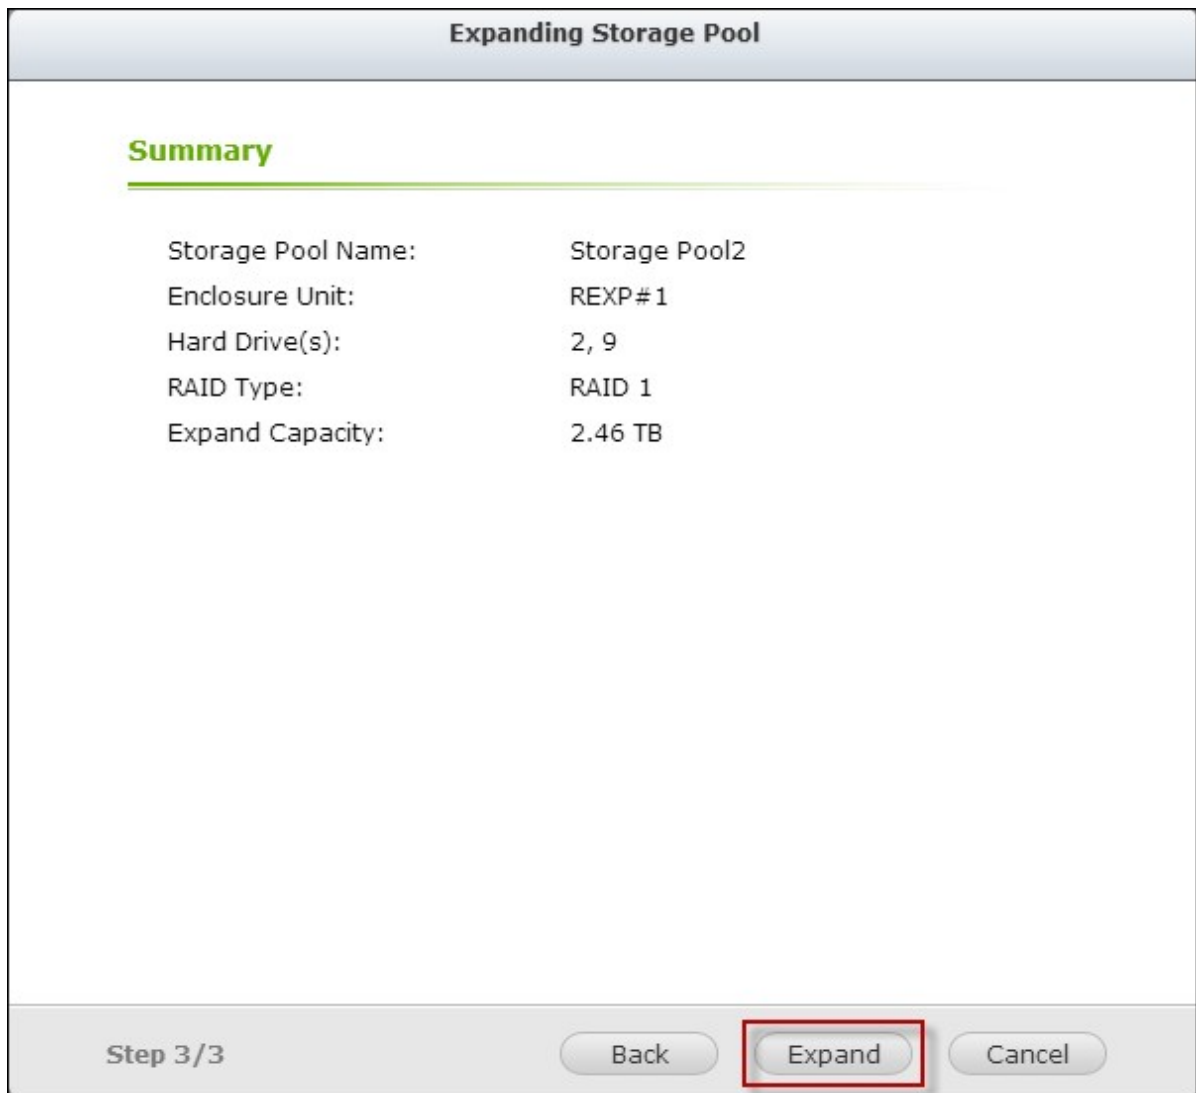 Expanding Storage Pool
Summary
Storage Pool Name: Storage Pool2
Enclosure Unit: REXP#1
Hard Drive(s): 2, 9
RAID Type: RAID 1
Expand Capacity: 2.46 TB
Step 3/3 Back Expand Cancel